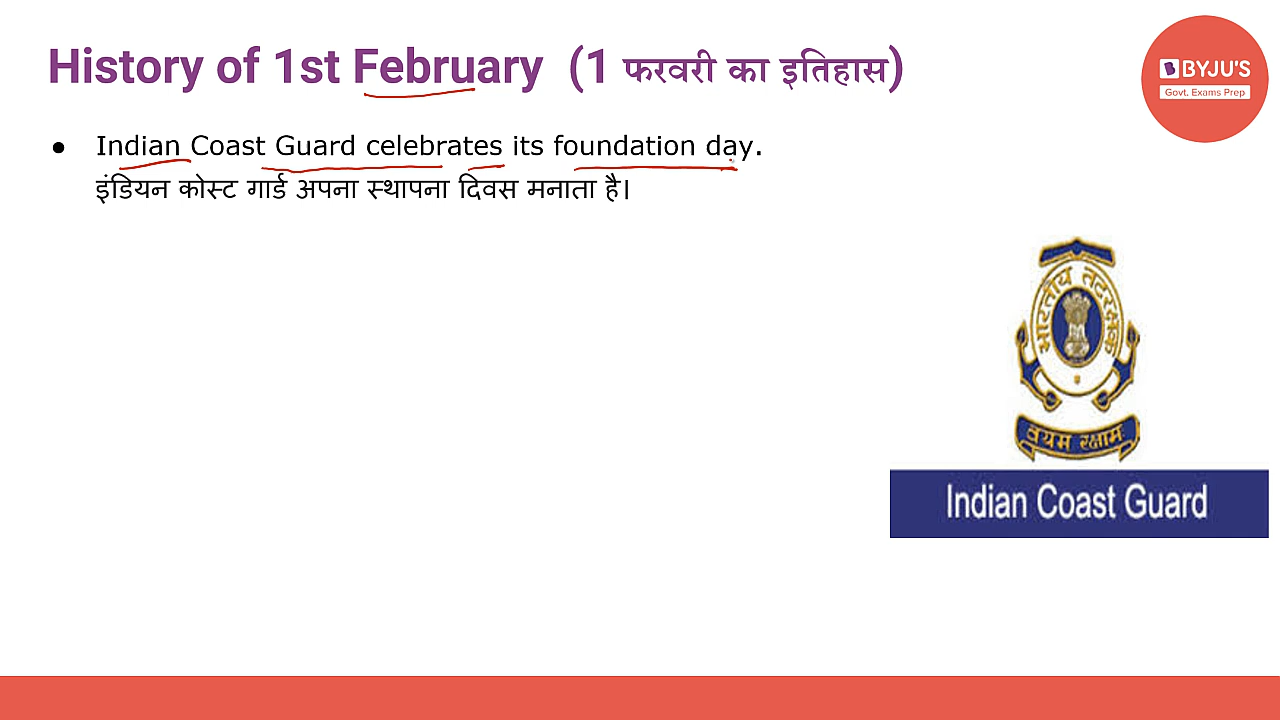 History of 1st February (1 फरवरी का इतिहास)
BYJU'S
Govt. Exams Prep
● Indian Coast Guard celebrates its foundation day.
इंडियन कोस्ट गार्ड अपना स्थापना दिवस मनाता है।
भारतीय तटरक्षक
वयम रक्षामः
Indian Coast Guard